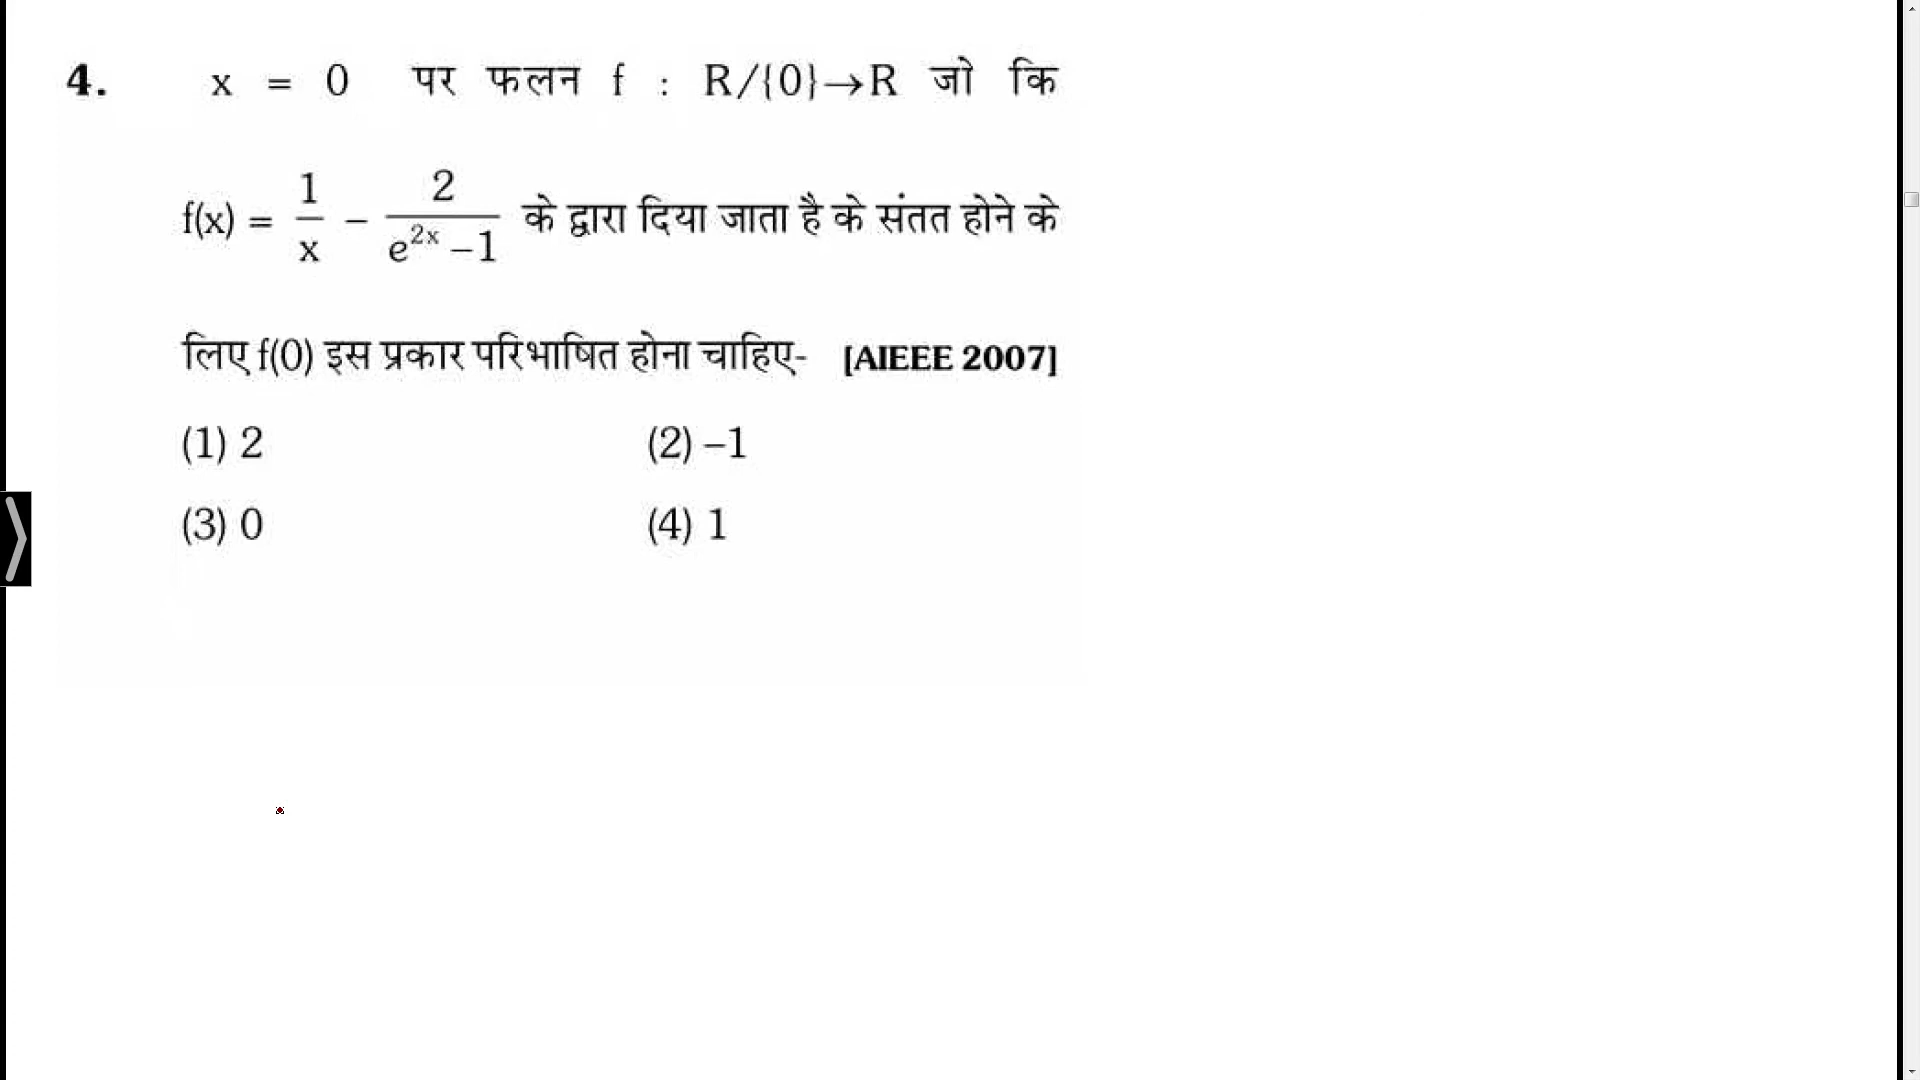 4. x = 0 पर फलन f : R/{0}→R जो कि
f(x) = 1/x − 2/(e^{2x} −1) के द्वारा दिया जाता है के संतत होने के
लिए f(0) इस प्रकार परिभाषित होना चाहिए- [AIEEE 2007]
(1) 2 (2) –1
(3) 0 (4) 1